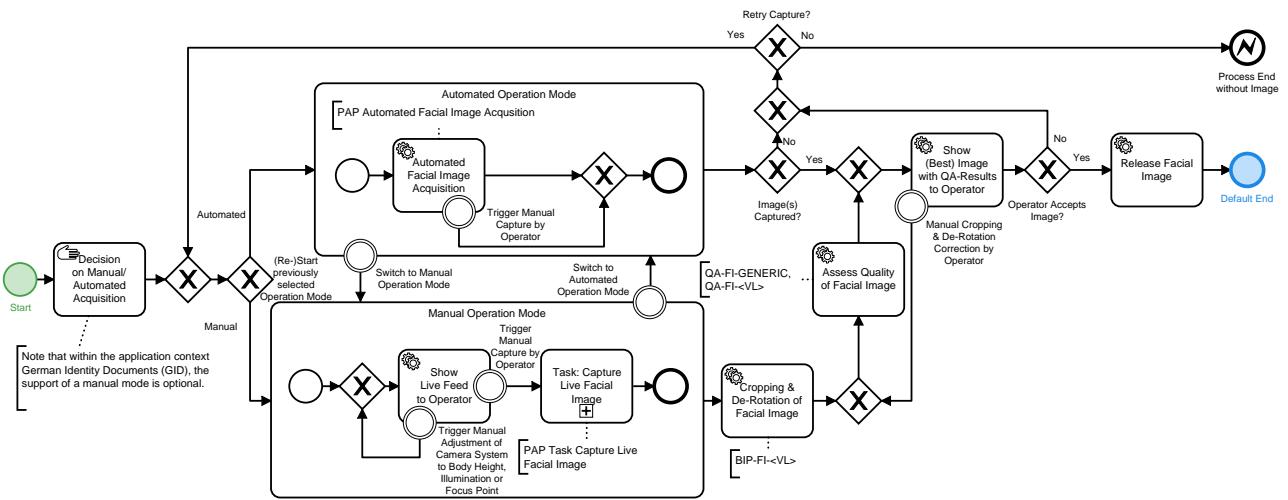 Retry Capture?
Yes
No
Process End
without Image
Automated Operation Mode
PAP Automated Facial Image Acqusition
Automated
Facial Image
Acquisition
Trigger Manual
Capture by
Operator
No
Yes
Image(s)
Captured?
Show
(Best) Image
with QA-Results
to Operator
No
Yes
Operator Accepts
Image?
Release Facial
Image
Default End
Manual Cropping
& De-Rotation
Correction by
Operator
Automated
Start
Decision
on Manual/
Automated
Acquisition
(Re-)Start
previously
selected
Operation Mode
Manual
Switch to Manual
Operation Mode
Switch to
Automated
Operation Mode
QA-FI-GENERIC,
QA-FI-<VL>
Assess Quality
of Facial Image
Note that within the application context
German Identity Documents (GID), the
support of a manual mode is optional.
Manual Operation Mode
Show
Live Feed
to Operator
Trigger
Manual
Capture by
Operator
Task: Capture
Live Facial
Image
Trigger Manual
Adjustment of
Camera System
to Body Height,
Illumination or
Focus Point
PAP Task Capture Live
Facial Image
Cropping &
De-Rotation of
Facial Image
BIP-FI-<VL>